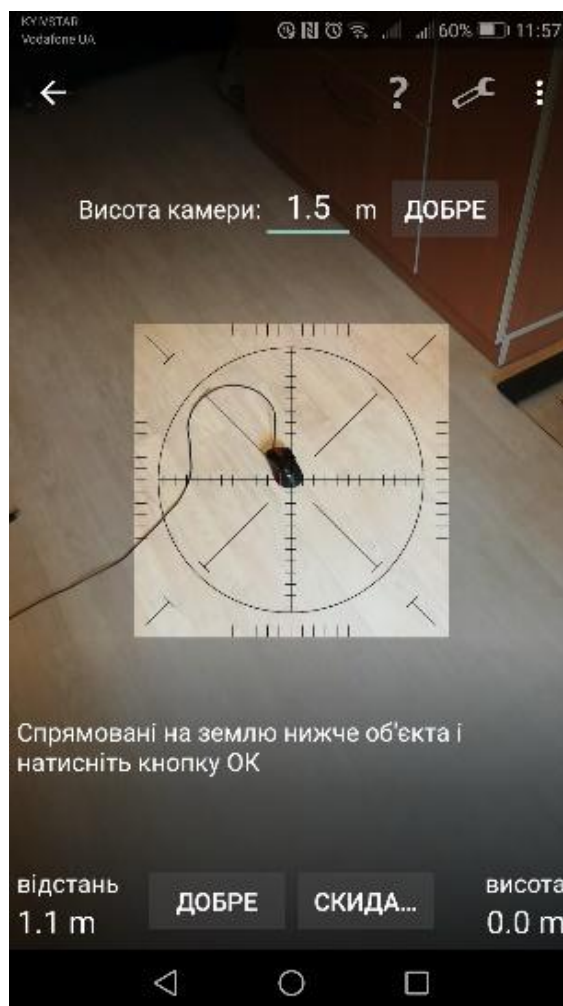 KYIVSTAR
Vodafone UA
60% 11:57
?
Висота камери: 1.5 m ДОБРЕ
Спрямовані на землю нижче об'єкта і
натисніть кнопку ОК
відстань
1.1 m
ДОБРЕ
СКИДА...
висота
0.0 m